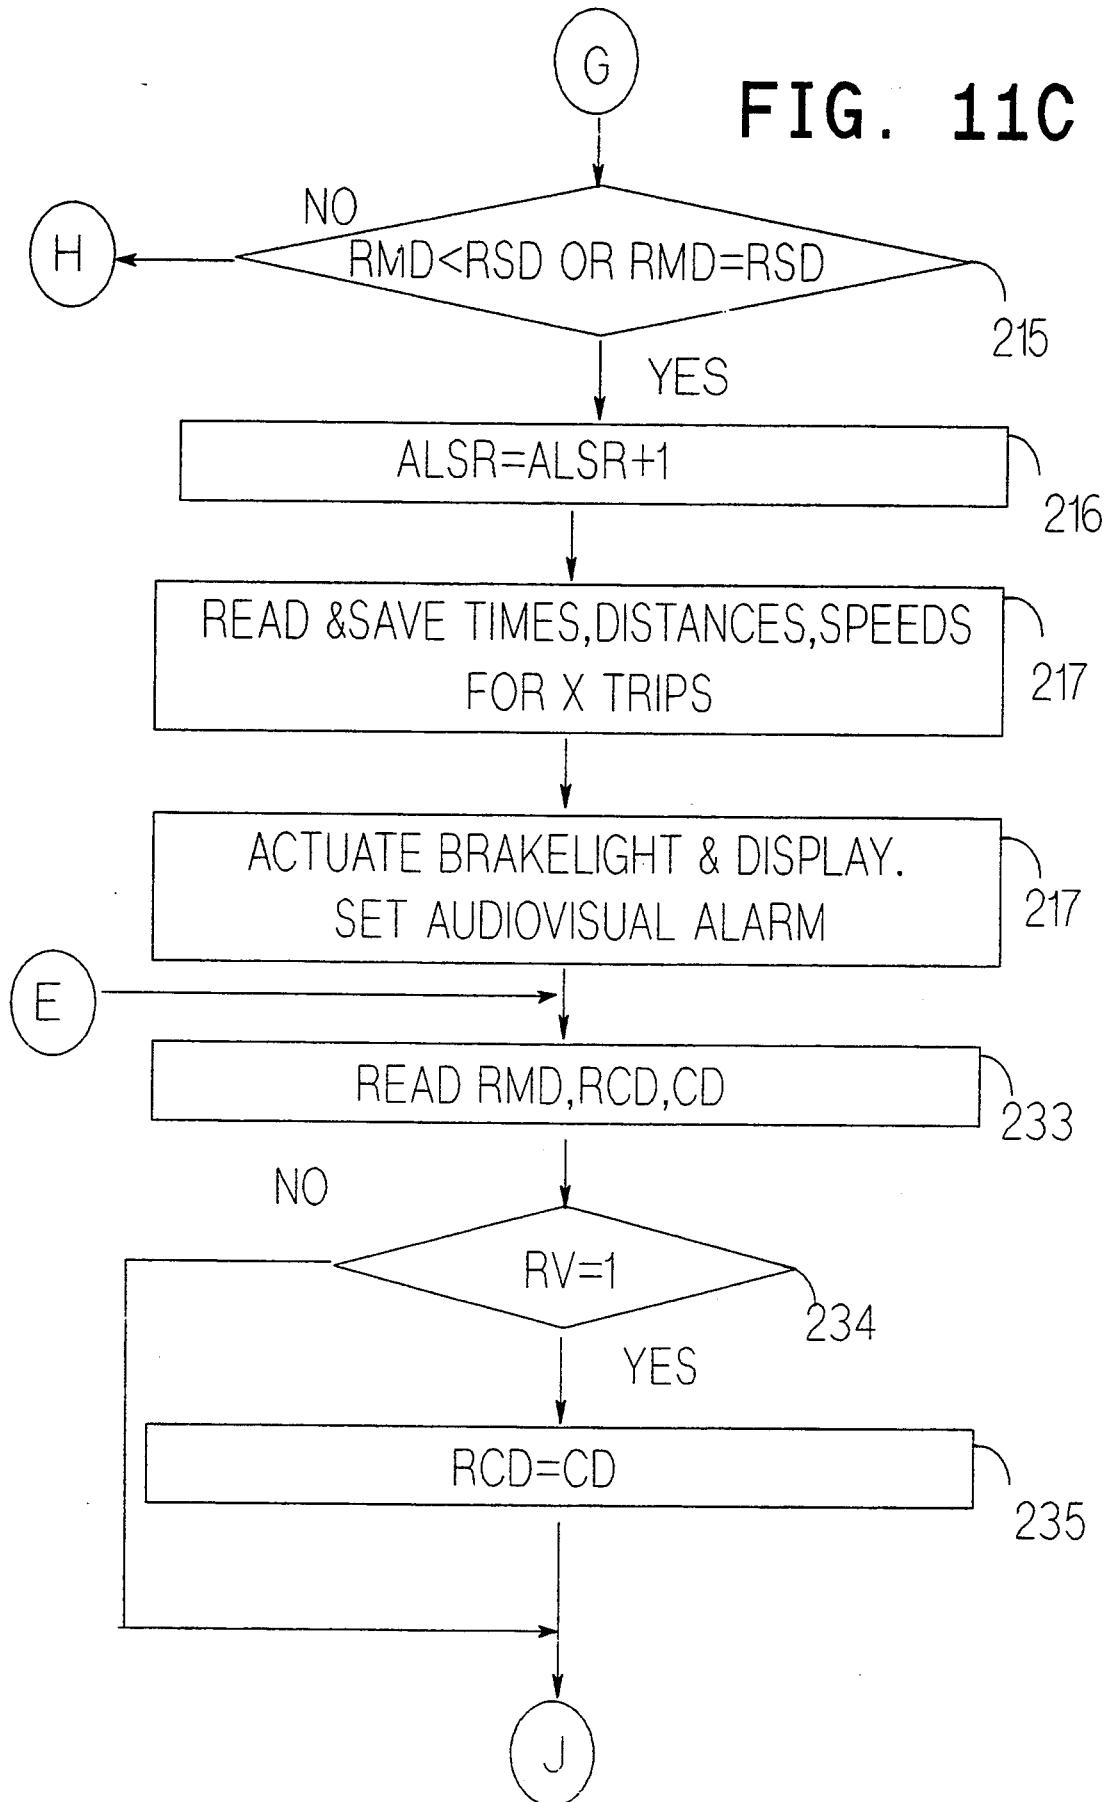 G
FIG. 11C
NO
H
RMD<RSD OR RMD=RSD
215
YES
ALSR=ALSR+1
216
READ &SAVE TIMES,DISTANCES,SPEEDS
FOR X TRIPS
217
ACTUATE BRAKELIGHT & DISPLAY.
SET AUDIOVISUAL ALARM
217
E
READ RMD,RCD,CD
233
NO
RV=1
234
YES
RCD=CD
235
J